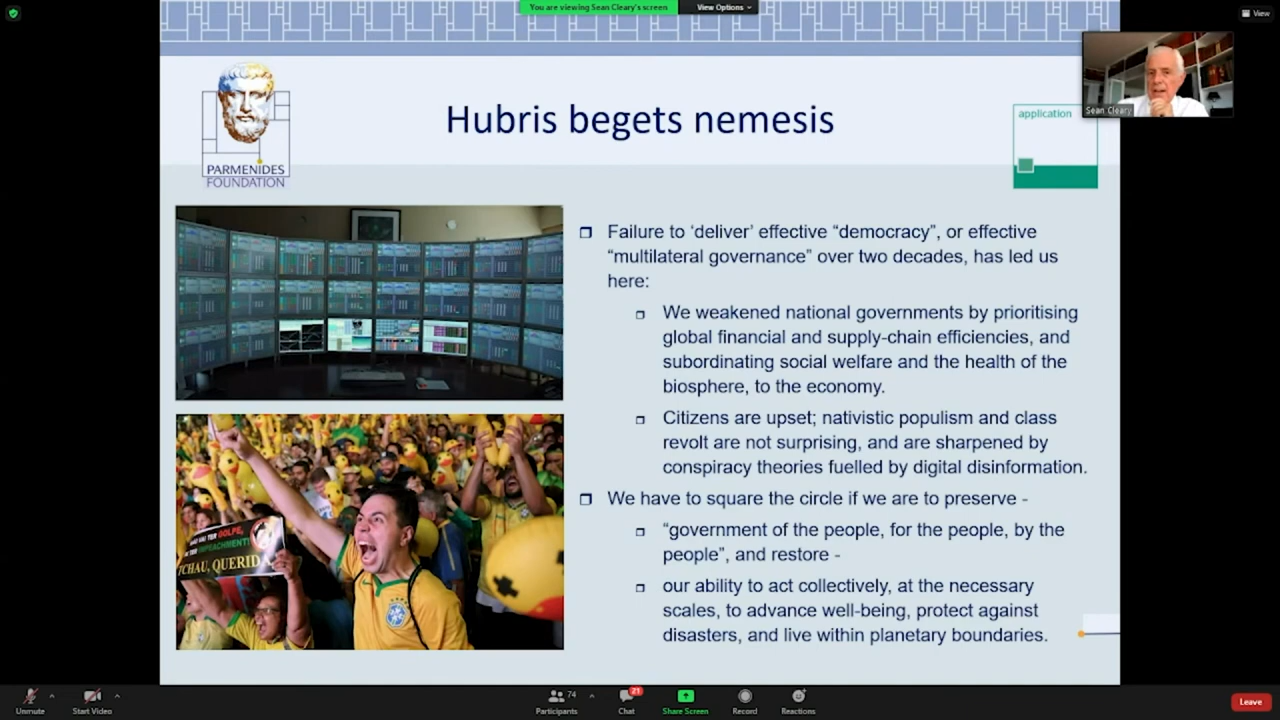 You are viewing Sean Cleary's screen
View Options
View
Sean Cleary
PARMENIDES
FOUNDATION
Hubris begets nemesis
application
Failure to ‘deliver’ effective “democracy”, or effective
“multilateral governance” over two decades, has led us
here:
We weakened national governments by prioritising
global financial and supply-chain efficiencies, and
subordinating social welfare and the health of the
biosphere, to the economy.
Citizens are upset; nativistic populism and class
revolt are not surprising, and are sharpened by
conspiracy theories fuelled by digital disinformation.
We have to square the circle if we are to preserve -
“government of the people, for the people, by the
people”, and restore -
our ability to act collectively, at the necessary
scales, to advance well-being, protect against
disasters, and live within planetary boundaries.
VAI TER GOLPE,
TER IMPEACHMENT!
TCHAU, QUERIDA
Unmute
Start Video
74
Participants
21
Chat
Share Screen
Record
Reactions
Leave